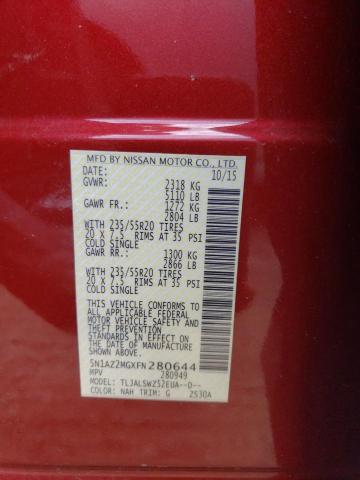 MFD BY NISSAN MOTOR CO., LTD.
DATE: 10/15
GVWR: 2318 KG
5110 LB
GAWR FR.: 1272 KG
2804 LB
WITH 235/55R20 TIRES
20 X 7.5 RIMS AT 35 PSI
COLD SINGLE
GAWR RR.: 1300 KG
2866 LB
WITH 235/55R20 TIRES
20 X 7.5 RIMS AT 35 PSI
COLD SINGLE
THIS VEHICLE CONFORMS TO
ALL APPLICABLE FEDERAL
MOTOR VEHICLE SAFETY AND
BUMPER STANDARDS IN
EFFECT ON THE DATE OF
MANUFACTURE SHOWN ABOVE.
5N1AZ2MGXFN280644
MPV 280949
MODEL: TLJALSWZ52EUA--D--
COLOR: NAH TRIM: G ZS30A